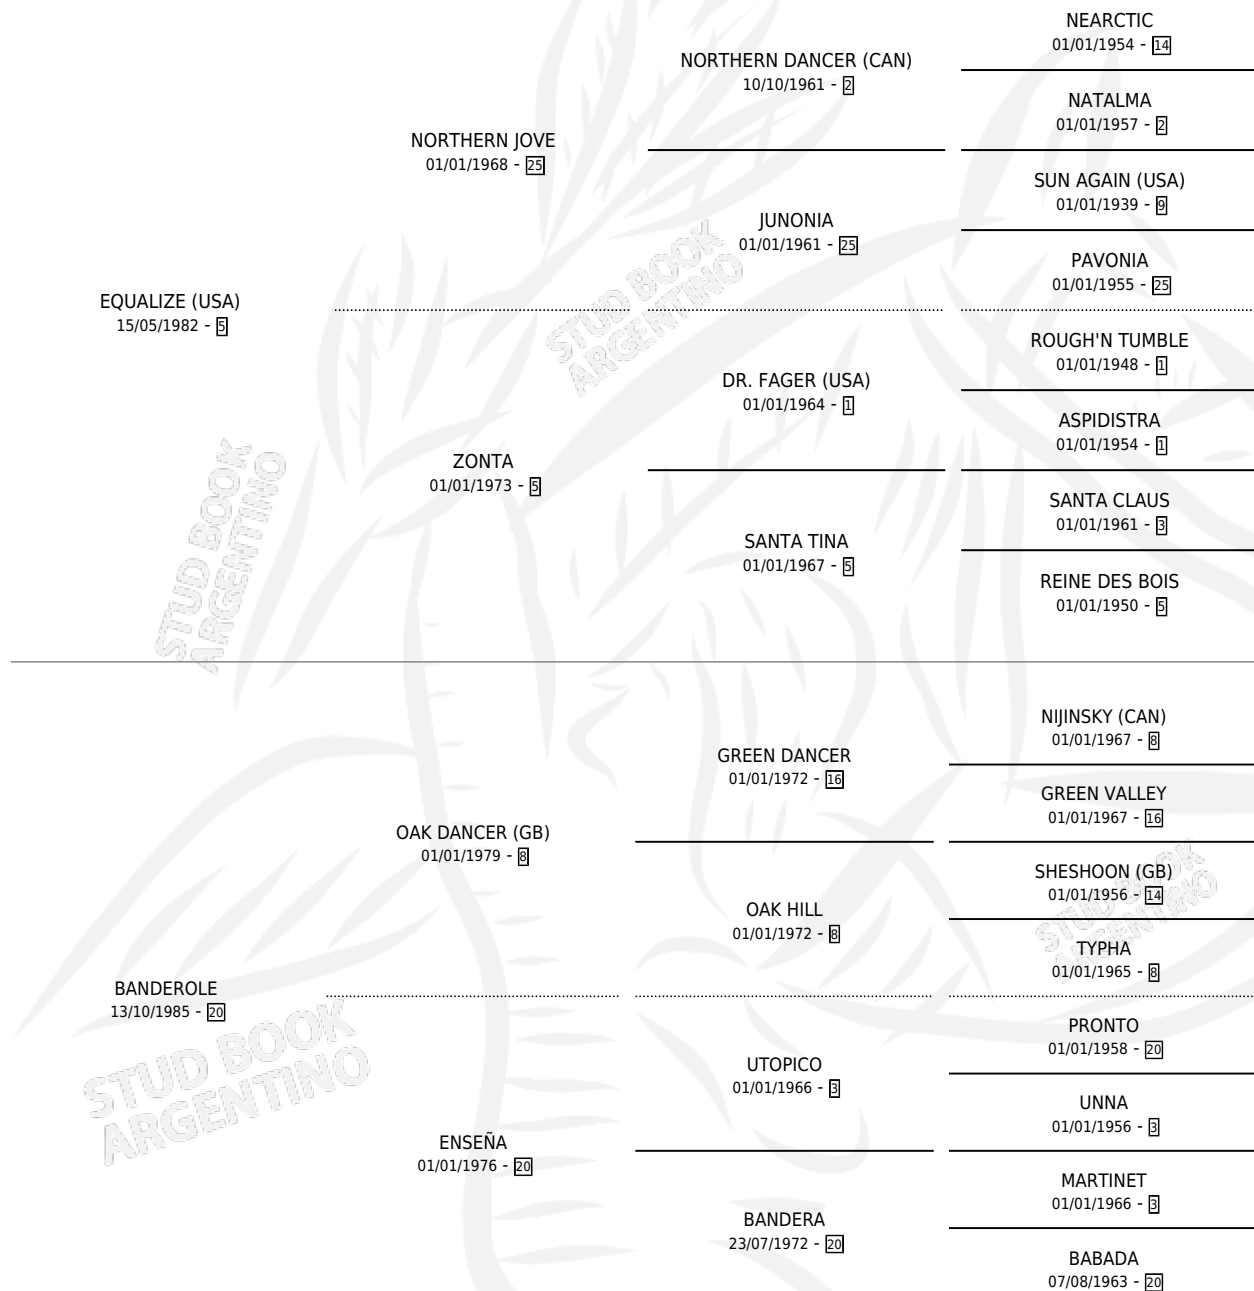 NEARCTIC
01/01/1954 - 14
NORTHERN DANCER (CAN)
10/10/1961 - 2
NATALMA
01/01/1957 - 2
NORTHERN JOVE
01/01/1968 - 25
SUN AGAIN (USA)
01/01/1939 - 9
JUNONIA
01/01/1961 - 25
PAVONIA
01/01/1955 - 25
EQUALIZE (USA)
15/05/1982 - 5
ROUGH'N TUMBLE
01/01/1948 - 1
DR. FAGER (USA)
01/01/1964 - 1
ASPIDISTRA
01/01/1954 - 1
ZONTA
01/01/1973 - 5
SANTA CLAUS
01/01/1961 - 3
SANTA TINA
01/01/1967 - 5
REINE DES BOIS
01/01/1950 - 5
NIJINSKY (CAN)
01/01/1967 - 8
GREEN DANCER
01/01/1972 - 16
GREEN VALLEY
01/01/1967 - 16
OAK DANCER (GB)
01/01/1979 - 8
SHESHOON (GB)
01/01/1956 - 14
OAK HILL
01/01/1972 - 8
TYPHA
01/01/1965 - 8
BANDEROLE
13/10/1985 - 20
PRONTO
01/01/1958 - 20
UTOPICO
01/01/1966 - 3
UNNA
01/01/1956 - 3
ENSEÑA
01/01/1976 - 20
MARTINET
01/01/1966 - 3
BANDERA
23/07/1972 - 20
BABADA
07/08/1963 - 20
STUD BOOK
ARGENTINO
STUD BOOK
ARGENTINO
STUD BOOK
ARGENTINO
STUD BOOK
ARGENTINO